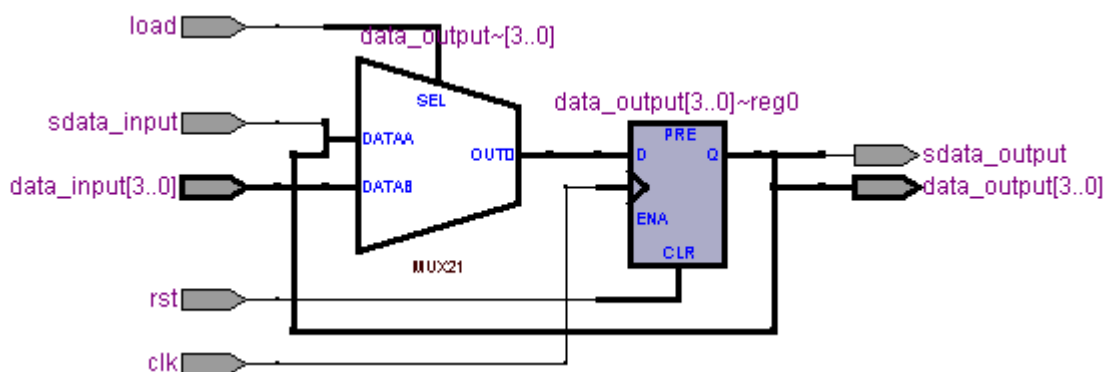 load
data_output~[3..0]
SEL
data_output[3..0]~reg0
sdata_input
PRE
DATAA
OUT0
D
Q
sdata_output
data_input[3..0]
DATAB
data_output[3..0]
ENA
CLR
MUX21
rst
clk